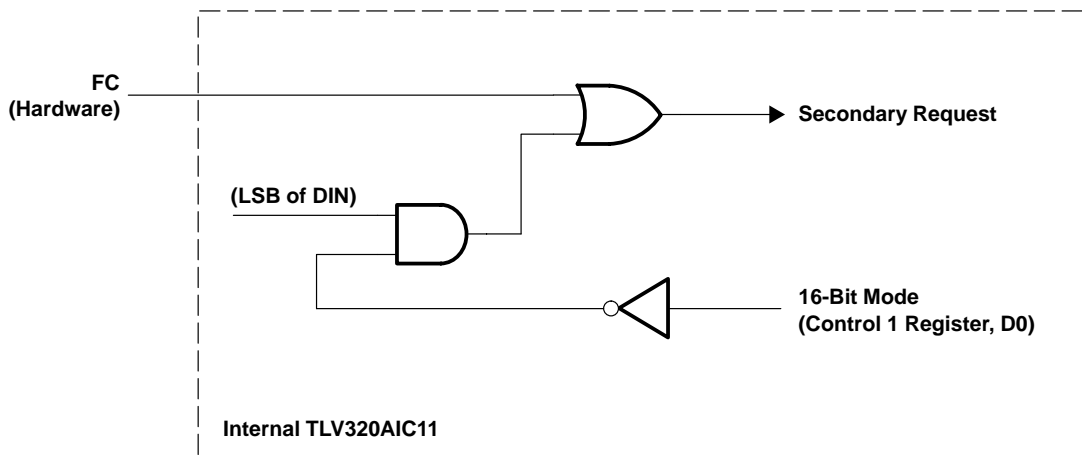 FC
(Hardware)
Secondary Request
(LSB of DIN)
16-Bit Mode
(Control 1 Register, D0)
Internal TLV320AIC11